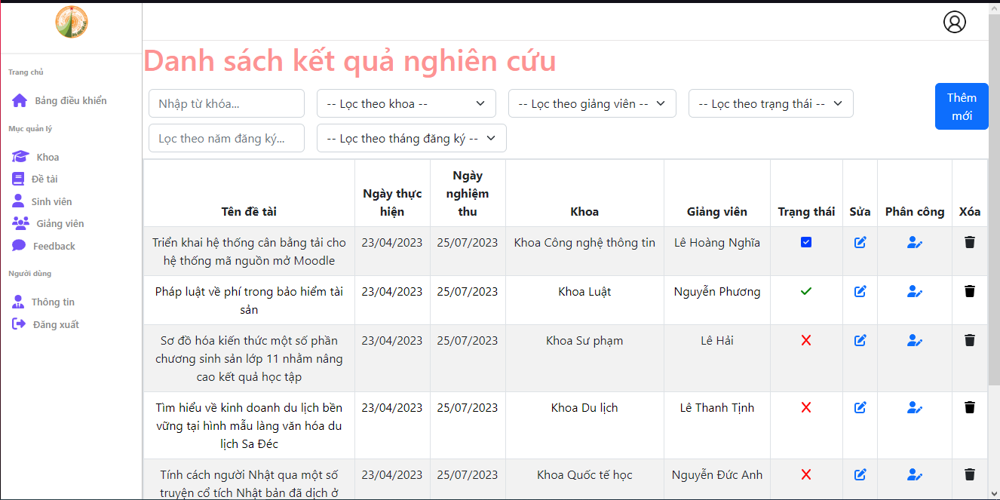 Trang chủ
Bảng điều khiển
Mục quản lý
Khoa
Đề tài
Sinh viên
Giảng viên
Feedback
Người dùng
Thông tin
Đăng xuất
Danh sách kết quả nghiên cứu
Nhập từ khóa... -- Lọc theo khoa -- -- Lọc theo giảng viên -- -- Lọc theo trạng thái --
Thêm
mới
Lọc theo năm đăng ký... -- Lọc theo tháng đăng ký --
Tên đề tài Ngày thực hiện Ngày nghiệm thu Khoa Giảng viên Trạng thái Sửa Phân công Xóa
Triển khai hệ thống cân bằng tải cho 23/04/2023 25/07/2023 Khoa Công nghệ thông tin Lê Hoàng Nghĩa
hệ thống mã nguồn mở Moodle
Pháp luật về phí trong bảo hiểm tài 23/04/2023 25/07/2023 Khoa Luật Nguyễn Phương
sản
Sơ đồ hóa kiến thức một số phần 23/04/2023 25/07/2023 Khoa Sư phạm Lê Hải
chương sinh sản lớp 11 nhằm nâng
cao kết quả học tập
Tìm hiểu về kinh doanh du lịch bền 23/04/2023 25/07/2023 Khoa Du lịch Lê Thanh Tịnh
vững tại hình mẫu làng văn hóa du
lịch Sa Đéc
Tính cách người Nhật qua một số 23/04/2023 25/07/2023 Khoa Quốc tế học Nguyễn Đức Anh
truyện cổ tích Nhật bản đã dịch ở